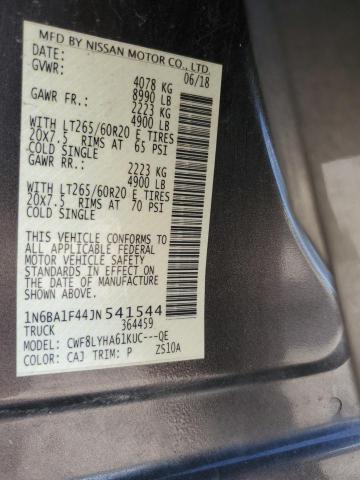 MFD BY NISSAN MOTOR CO., LTD.
DATE: 06/18
GVWR: 4078 KG
8990 LB
GAWR FR.: 2223 KG
4900 LB
WITH LT265/60R20 E TIRES
20X7.5 RIMS AT 65 PSI
COLD SINGLE
GAWR RR.: 2223 KG
4900 LB
WITH LT265/60R20 E TIRES
20X7.5 RIMS AT 70 PSI
COLD SINGLE
THIS VEHICLE CONFORMS TO
ALL APPLICABLE FEDERAL
MOTOR VEHICLE SAFETY
STANDARDS IN EFFECT ON
THE DATE OF MANUFACTURE
SHOWN ABOVE.
1N6BA1F44JN541544
TRUCK 364459
MODEL: CWF8LYHA61KUC---QE
COLOR: CAJ TRIM: P ZS10A